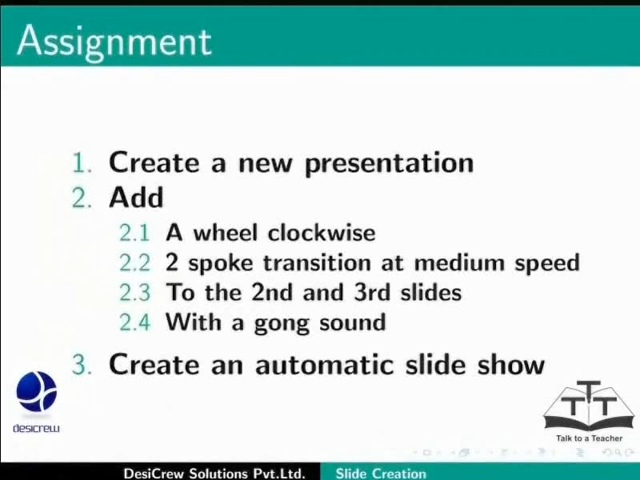 Assignment
1. Create a new presentation
2. Add
2.1 A wheel clockwise
2.2 2 spoke transition at medium speed
2.3 To the 2nd and 3rd slides
2.4 With a gong sound
3. Create an automatic slide show
desicrew
TTT
Talk to a Teacher
DesiCrew Solutions Pvt.Ltd. Slide Creation